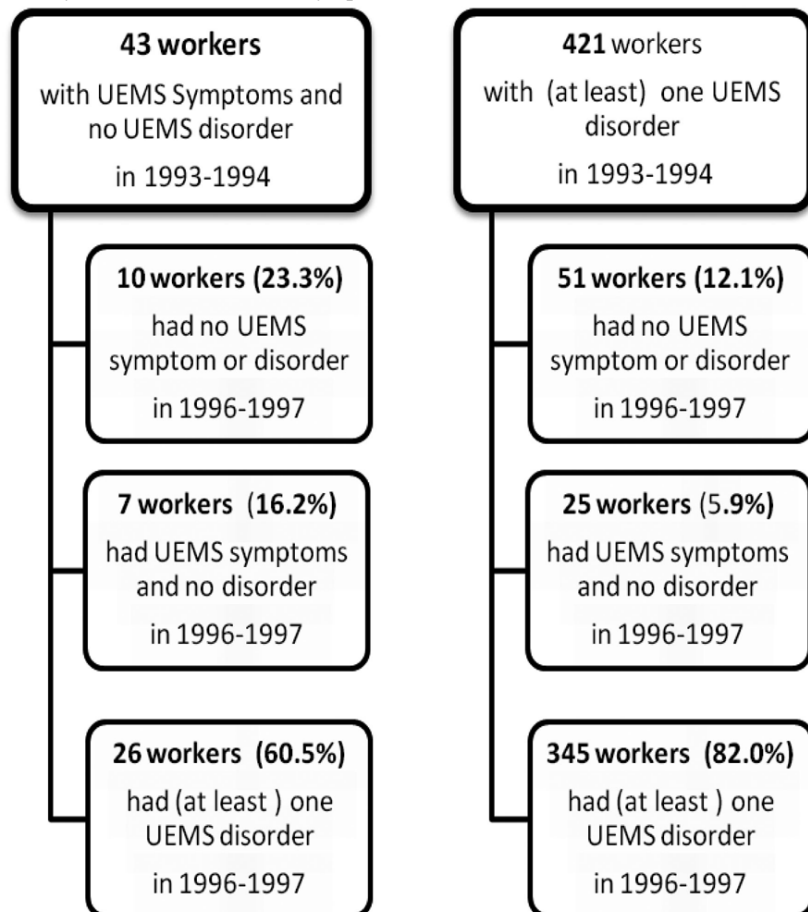 43 workers
with UEMS Symptoms and
no UEMS disorder
in 1993-1994
10 workers (23.3%)
had no UEMS
symptom or disorder
in 1996-1997
7 workers (16.2%)
had UEMS symptoms
and no disorder
in 1996-1997
26 workers (60.5%)
had (at least ) one
UEMS disorder
in 1996-1997
421 workers
with (at least) one UEMS
disorder
in 1993-1994
51 workers (12.1%)
had no UEMS
symptom or disorder
in 1996-1997
25 workers (5.9%)
had UEMS symptoms
and no disorder
in 1996-1997
345 workers (82.0%)
had (at least ) one
UEMS disorder
in 1996-1997